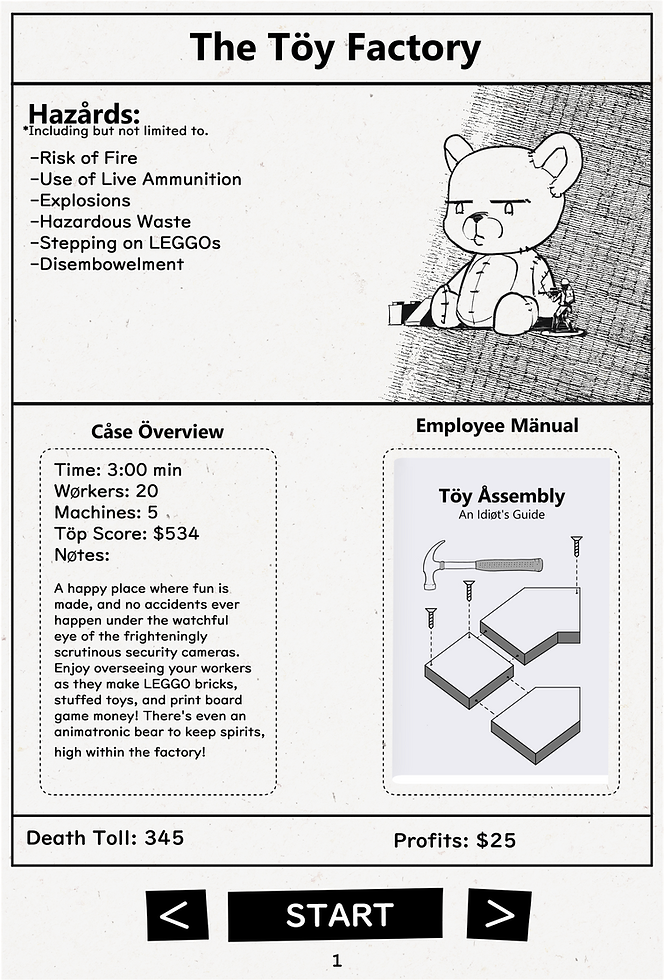 The Töy Factory
Hazårds:
*Including but not limited to.
-Risk of Fire
-Use of Live Ammunition
-Explosions
-Hazardous Waste
-Stepping on LEGGOs
-Disembowelment
Cåse Överview
Time: 3:00 min
Wørkers: 20
Machines: 5
Töp Score: $534
Nøtes:
A happy place where fun is
made, and no accidents ever
happen under the watchful
eye of the frighteningly
scrutinous security cameras.
Enjoy overseeing your workers
as they make LEGGO bricks,
stuffed toys, and print board
game money! There's even an
animatronic bear to keep spirits,
high within the factory!
Employee Mänual
Töy Åssembly
An Idiøt's Guide
Death Toll: 345
Profits: $25
<
START
>
1